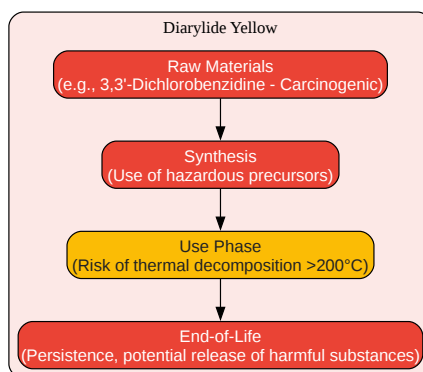 Diarylide Yellow
Raw Materials
(e.g., 3,3'-Dichlorobenzidine - Carcinogenic)
Synthesis
(Use of hazardous precursors)
Use Phase
(Risk of thermal decomposition >200°C)
End-of-Life
(Persistence, potential release of harmful substances)